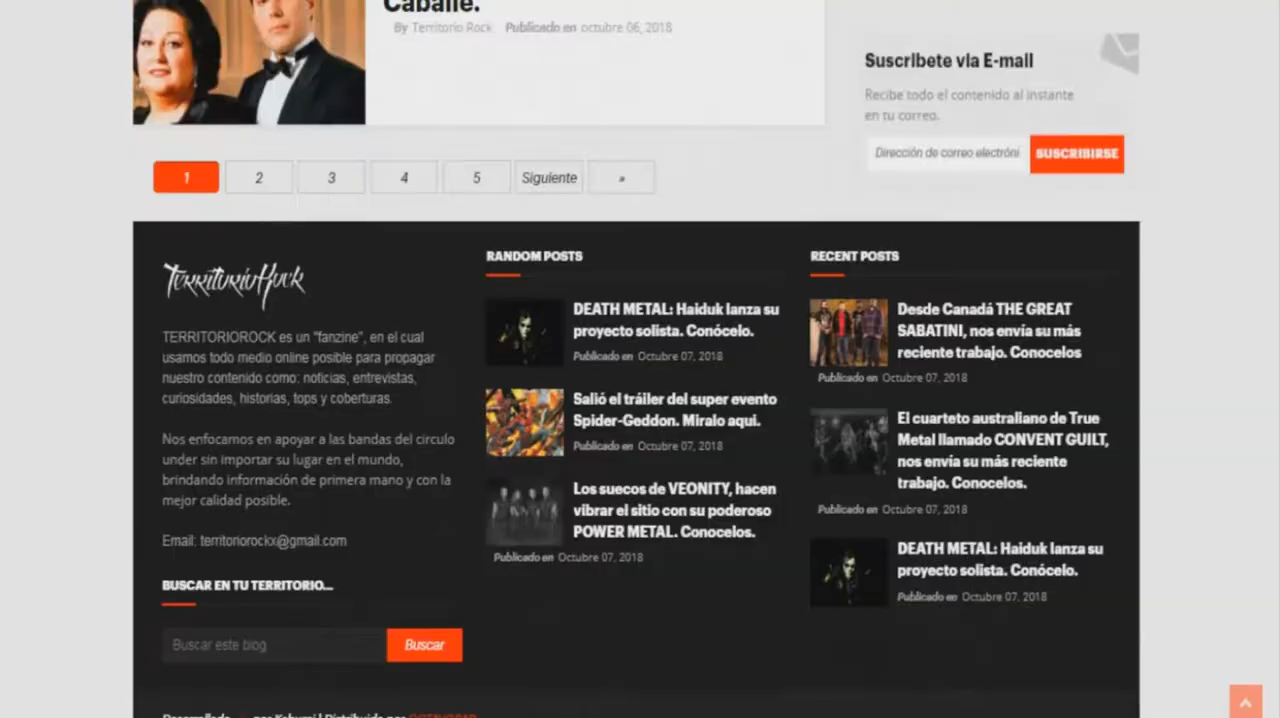 Caballé.
By Territorio Rock Publicado en octubre 06, 2018
Suscribete via E-mail
Recibe todo el contenido al instante
en tu correo.
Dirección de correo electróni SUSCRIBIRSE
1 2 3 4 5 Siguiente »
TerritorioRock
TERRITORIOROCK es un "fanzine", en el cual
usamos todo medio online posible para propagar
nuestro contenido como: noticias, entrevistas,
curiosidades, historias, tops y coberturas.
Nos enfocamos en apoyar a las bandas del circulo
under sin importar su lugar en el mundo,
brindando información de primera mano y con la
mejor calidad posible.
Email: territoriorockx@gmail.com
BUSCAR EN TU TERRITORIO...
Buscar este blog Buscar
RANDOM POSTS
DEATH METAL: Haiduk lanza su
proyecto solista. Conócelo.
Publicado en Octubre 07, 2018
Salió el tráiler del super evento
Spider-Geddon. Miralo aqui.
Publicado en Octubre 07, 2018
Los suecos de VEONITY, hacen
vibrar el sitio con su poderoso
POWER METAL. Conocelos.
Publicado en Octubre 07, 2018
RECENT POSTS
Desde Canadá THE GREAT
SABATINI, nos envía su más
reciente trabajo. Conocelos
Publicado en Octubre 07, 2018
El cuarteto australiano de True
Metal llamado CONVENT GUILT,
nos envía su más reciente
trabajo. Conocelos.
Publicado en Octubre 07, 2018
DEATH METAL: Haiduk lanza su
proyecto solista. Conócelo.
Publicado en Octubre 07, 2018